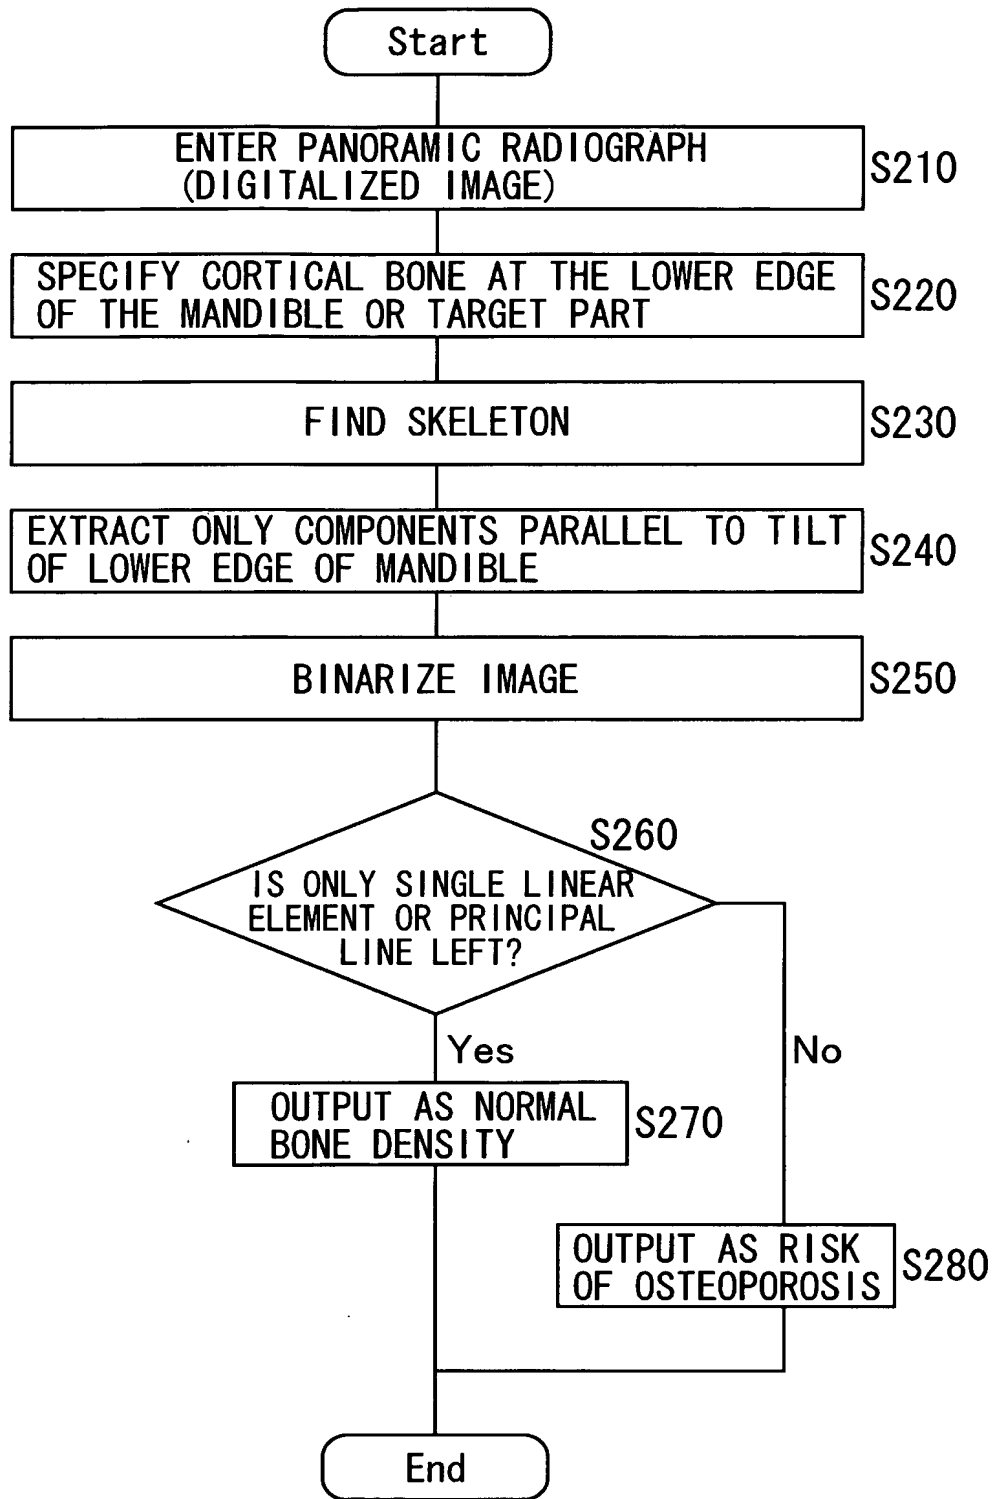 Start
ENTER PANORAMIC RADIOGRAPH
(DIGITALIZED IMAGE)
S210
SPECIFY CORTICAL BONE AT THE LOWER EDGE
OF THE MANDIBLE OR TARGET PART
S220
FIND SKELETON
S230
EXTRACT ONLY COMPONENTS PARALLEL TO TILT
OF LOWER EDGE OF MANDIBLE
S240
BINARIZE IMAGE
S250
S260
IS ONLY SINGLE LINEAR
ELEMENT OR PRINCIPAL
LINE LEFT?
Yes
No
OUTPUT AS NORMAL
BONE DENSITY
S270
OUTPUT AS RISK
OF OSTEOPOROSIS
S280
End